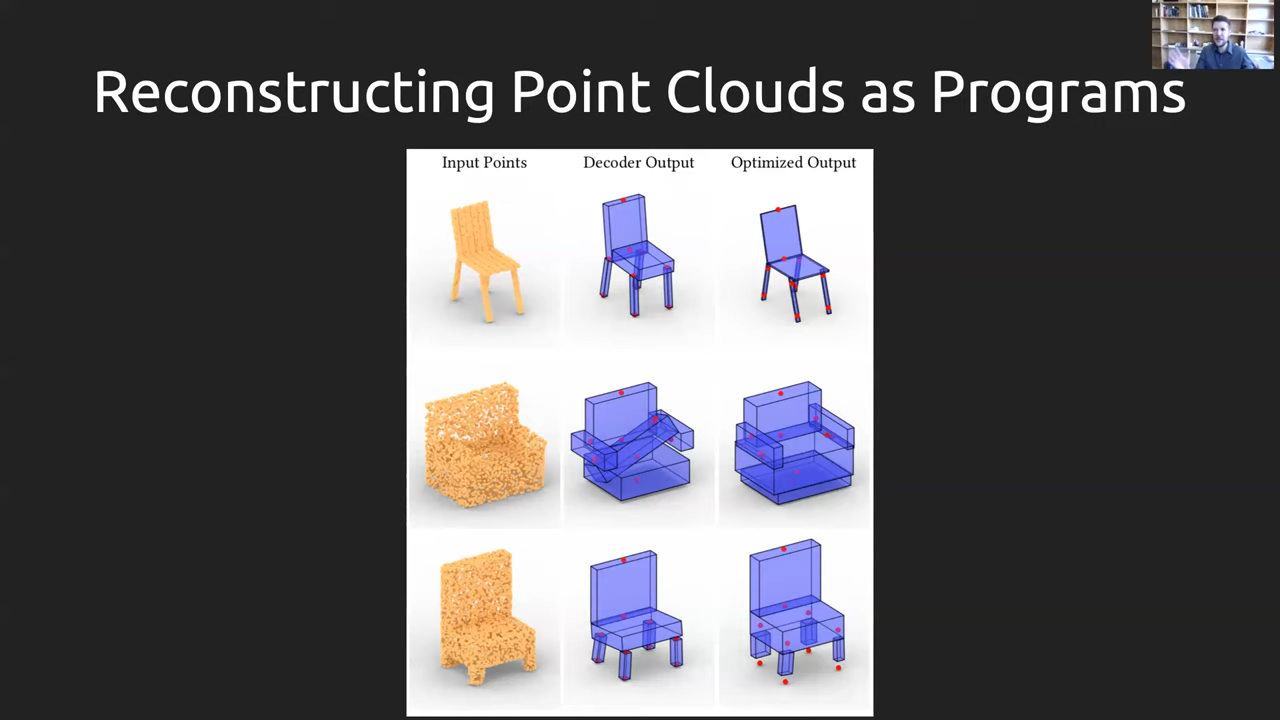 Reconstructing Point Clouds as Programs
Input Points Decoder Output Optimized Output